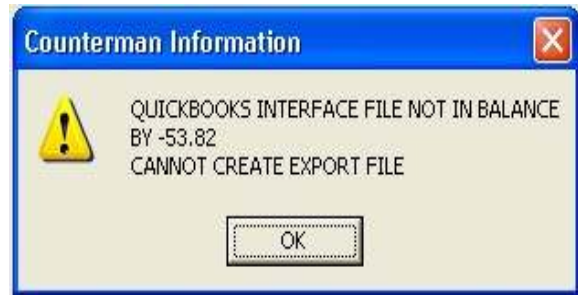 Counterman Information
QUICKBOOKS INTERFACE FILE NOT IN BALANCE
BY -53.82
CANNOT CREATE EXPORT FILE
OK